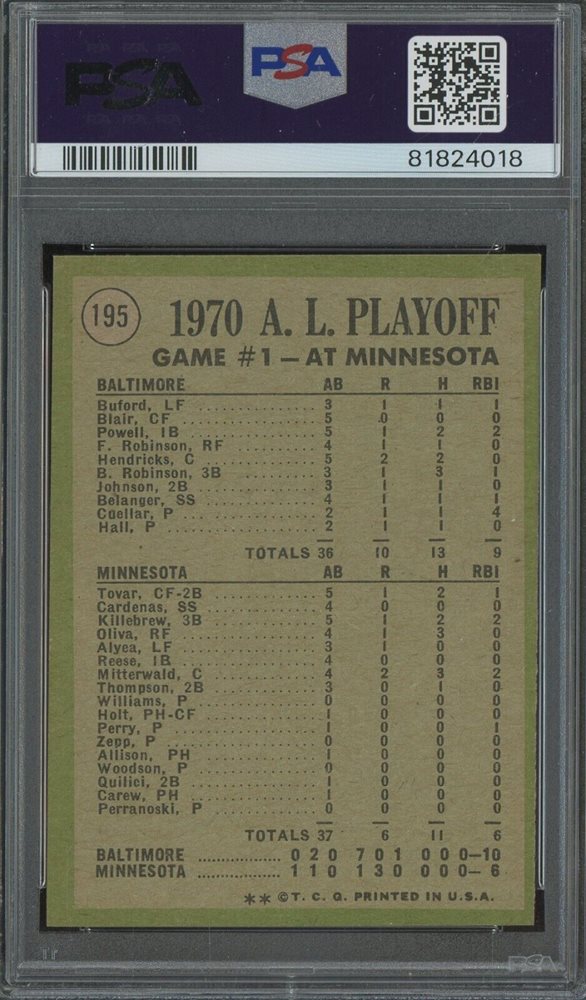 PSA PSA PSA
PSA
PSA PSA PSA
PSA
81824018
195
1970 A. L. PLAYOFF
GAME #1 – AT MINNESOTA
BALTIMORE AB R H RBI
Buford, LF 3 1 1 1
Blair, CF 5 0 0 0
Powell, 1B 5 1 2 2
F. Robinson, RF 4 1 1 0
Hendricks, C 5 2 2 0
B. Robinson, 3B 3 1 3 1
Johnson, 2B 3 1 1 0
Belanger, SS 4 1 1 1
Cuellar, P 2 1 1 4
Hall, P 2 1 1 0
TOTALS 36 10 13 9
MINNESOTA AB R H RBI
Tovar, CF-2B 5 1 2 1
Cardenas, SS 4 0 0 0
Killebrew, 3B 5 1 2 2
Oliva, RF 4 1 3 0
Alyea, LF 3 1 0 0
Reese, 1B 4 0 0 0
Mitterwald, C 4 2 3 2
Thompson, 2B 3 0 1 0
Williams, P 0 0 0 0
Holt, PH-CF 1 0 0 0
Perry, P 1 0 0 1
Zepp, P 0 0 0 0
Allison, PH 1 0 0 0
Woodson, P 0 0 0 0
Quilici, 2B 1 0 0 0
Carew, PH 1 0 0 0
Perranoski, P 0 0 0 0
TOTALS 37 6 11 6
BALTIMORE 0 2 0 7 0 1 0 0 0–10
MINNESOTA 1 1 0 1 3 0 0 0 0– 6
** © T. C. G. PRINTED IN U.S.A.
PSA